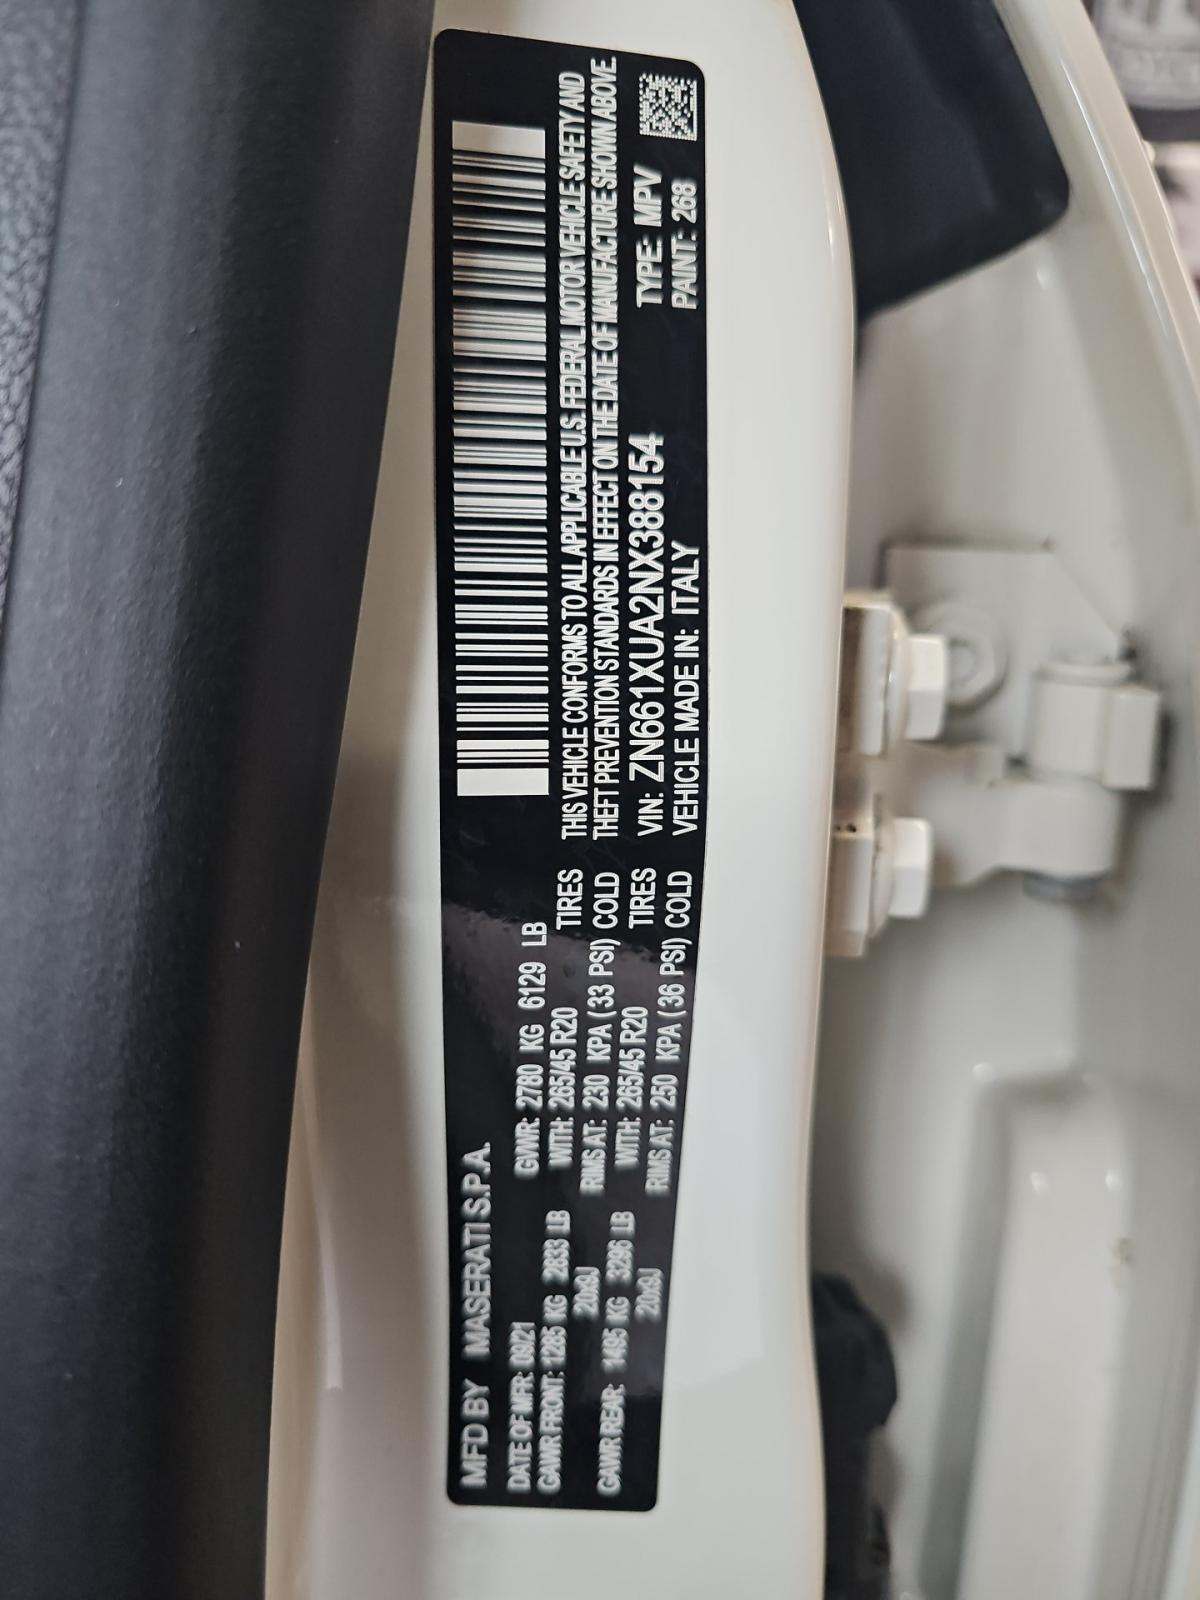 MFD BY MASERATI S.P.A.
DATE OF MFR: 09/21 GVWR: 2780 KG 6129 LB
GAWR FRONT: 1285 KG 2833 LB WITH: 265/45 R20 TIRES
20x9J RIMS AT: 230 KPA (33 PSI) COLD
GAWR REAR: 1495 KG 3296 LB WITH: 265/45 R20 TIRES
20x9J RIMS AT: 250 KPA (36 PSI) COLD
THIS VEHICLE CONFORMS TO ALL APPLICABLE U.S. FEDERAL MOTOR VEHICLE SAFETY AND
THEFT PREVENTION STANDARDS IN EFFECT ON THE DATE OF MANUFACTURE SHOWN ABOVE.
VIN: ZN661XUA2NX388154 TYPE: MPV
VEHICLE MADE IN: ITALY PAINT: 268